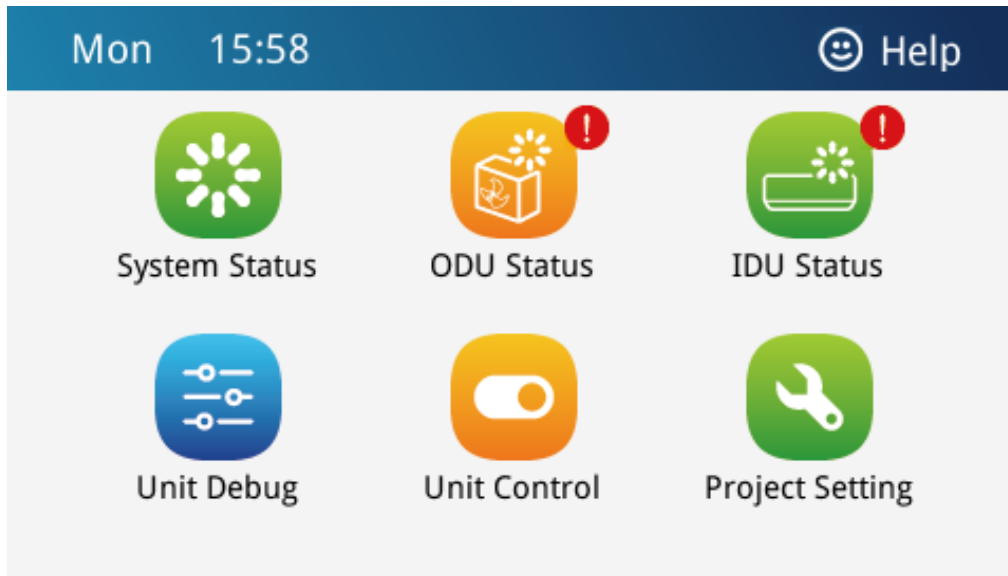 Mon 15:58 Help
System Status ODU Status IDU Status
Unit Debug Unit Control Project Setting